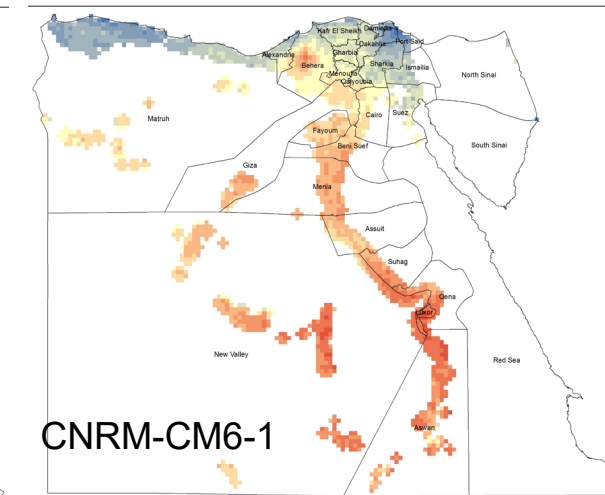 Kafr El Sheikh
Damietta
Dakahlia
Port Said
Alexandria
Gharbia
Behera
Sharkia
Ismailia
Menoufia
Qalyoubia
North Sinai
Matruh
Cairo
Suez
Fayoum
South Sinai
Beni Suef
Giza
Menia
Assuit
Suhag
Qena
Luxor
New Valley
Red Sea
Aswan
CNRM-CM6-1